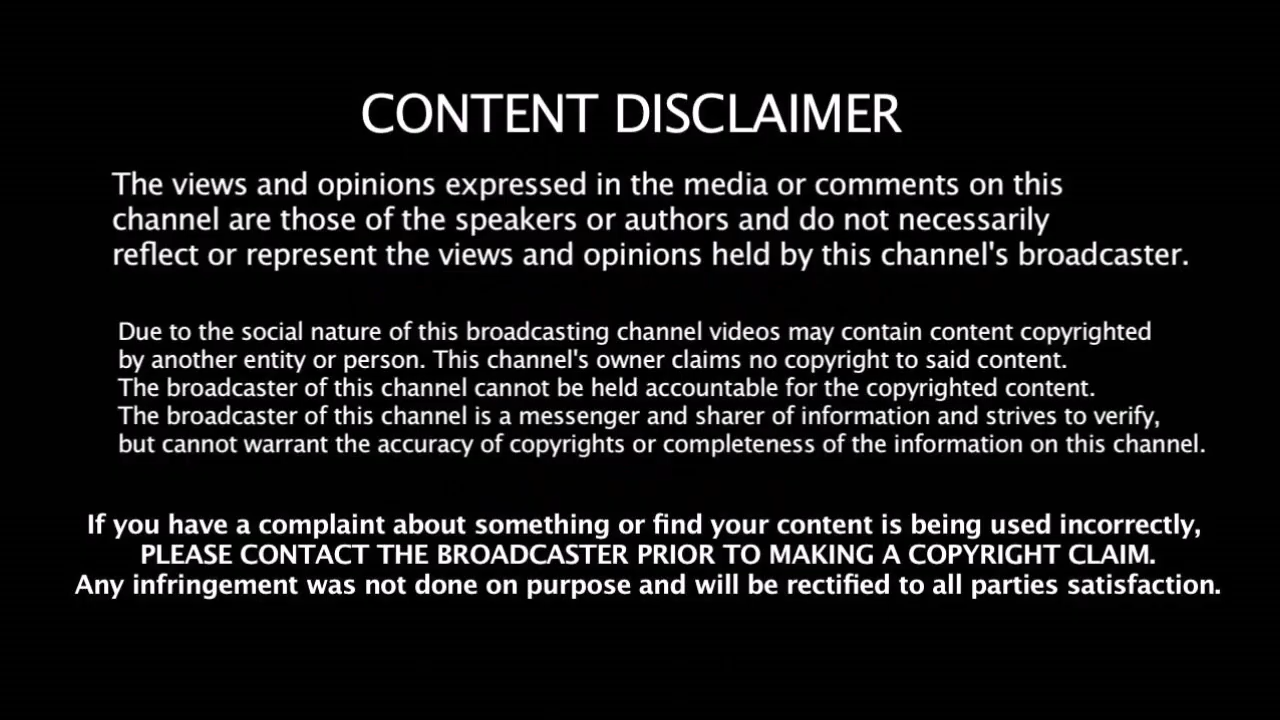 CONTENT DISCLAIMER
The views and opinions expressed in the media or comments on this
channel are those of the speakers or authors and do not necessarily
reflect or represent the views and opinions held by this channel's broadcaster.
Due to the social nature of this broadcasting channel videos may contain content copyrighted
by another entity or person. This channel's owner claims no copyright to said content.
The broadcaster of this channel cannot be held accountable for the copyrighted content.
The broadcaster of this channel is a messenger and sharer of information and strives to verify,
but cannot warrant the accuracy of copyrights or completeness of the information on this channel.
If you have a complaint about something or find your content is being used incorrectly,
PLEASE CONTACT THE BROADCASTER PRIOR TO MAKING A COPYRIGHT CLAIM.
Any infringement was not done on purpose and will be rectified to all parties satisfaction.